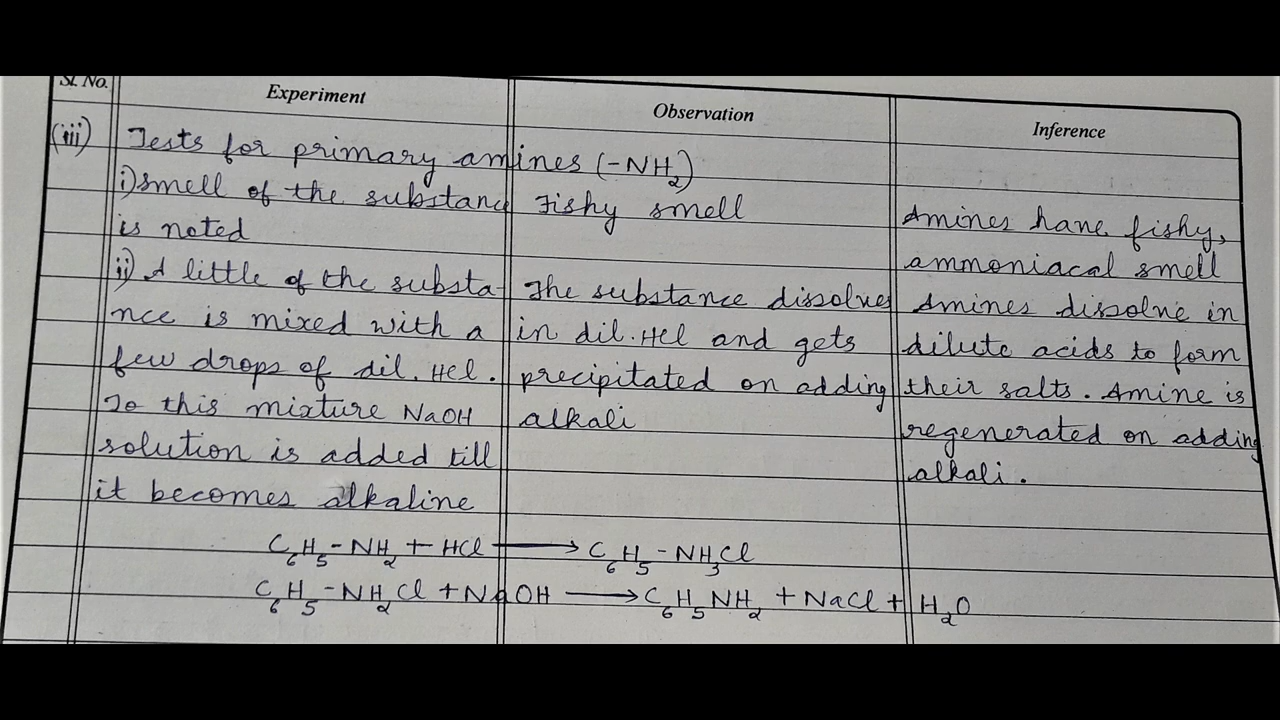 Sl. No. Experiment Observation Inference
(iii) Tests for primary amines (-NH₂)
i) smell of the substanc Fishy smell Amines have fishy,
is noted ammoniacal smell
ii) A little of the substa- The substance dissolves Amines dissolve in
nce is mixed with a in dil. Hcl and gets dilute acids to form
few drops of dil. Hcl. precipitated on adding their salts. Amine is
To this mixture NaOH alkali regenerated on adding
solution is added till alkali.
it becomes alkaline
C₆H₅-NH₂ + HCl ⟶ C₆H₅-NH₃Cl
C₆H₅-NH₂Cl + NaOH ⟶ C₆H₅NH₂ + NaCl + H₂O